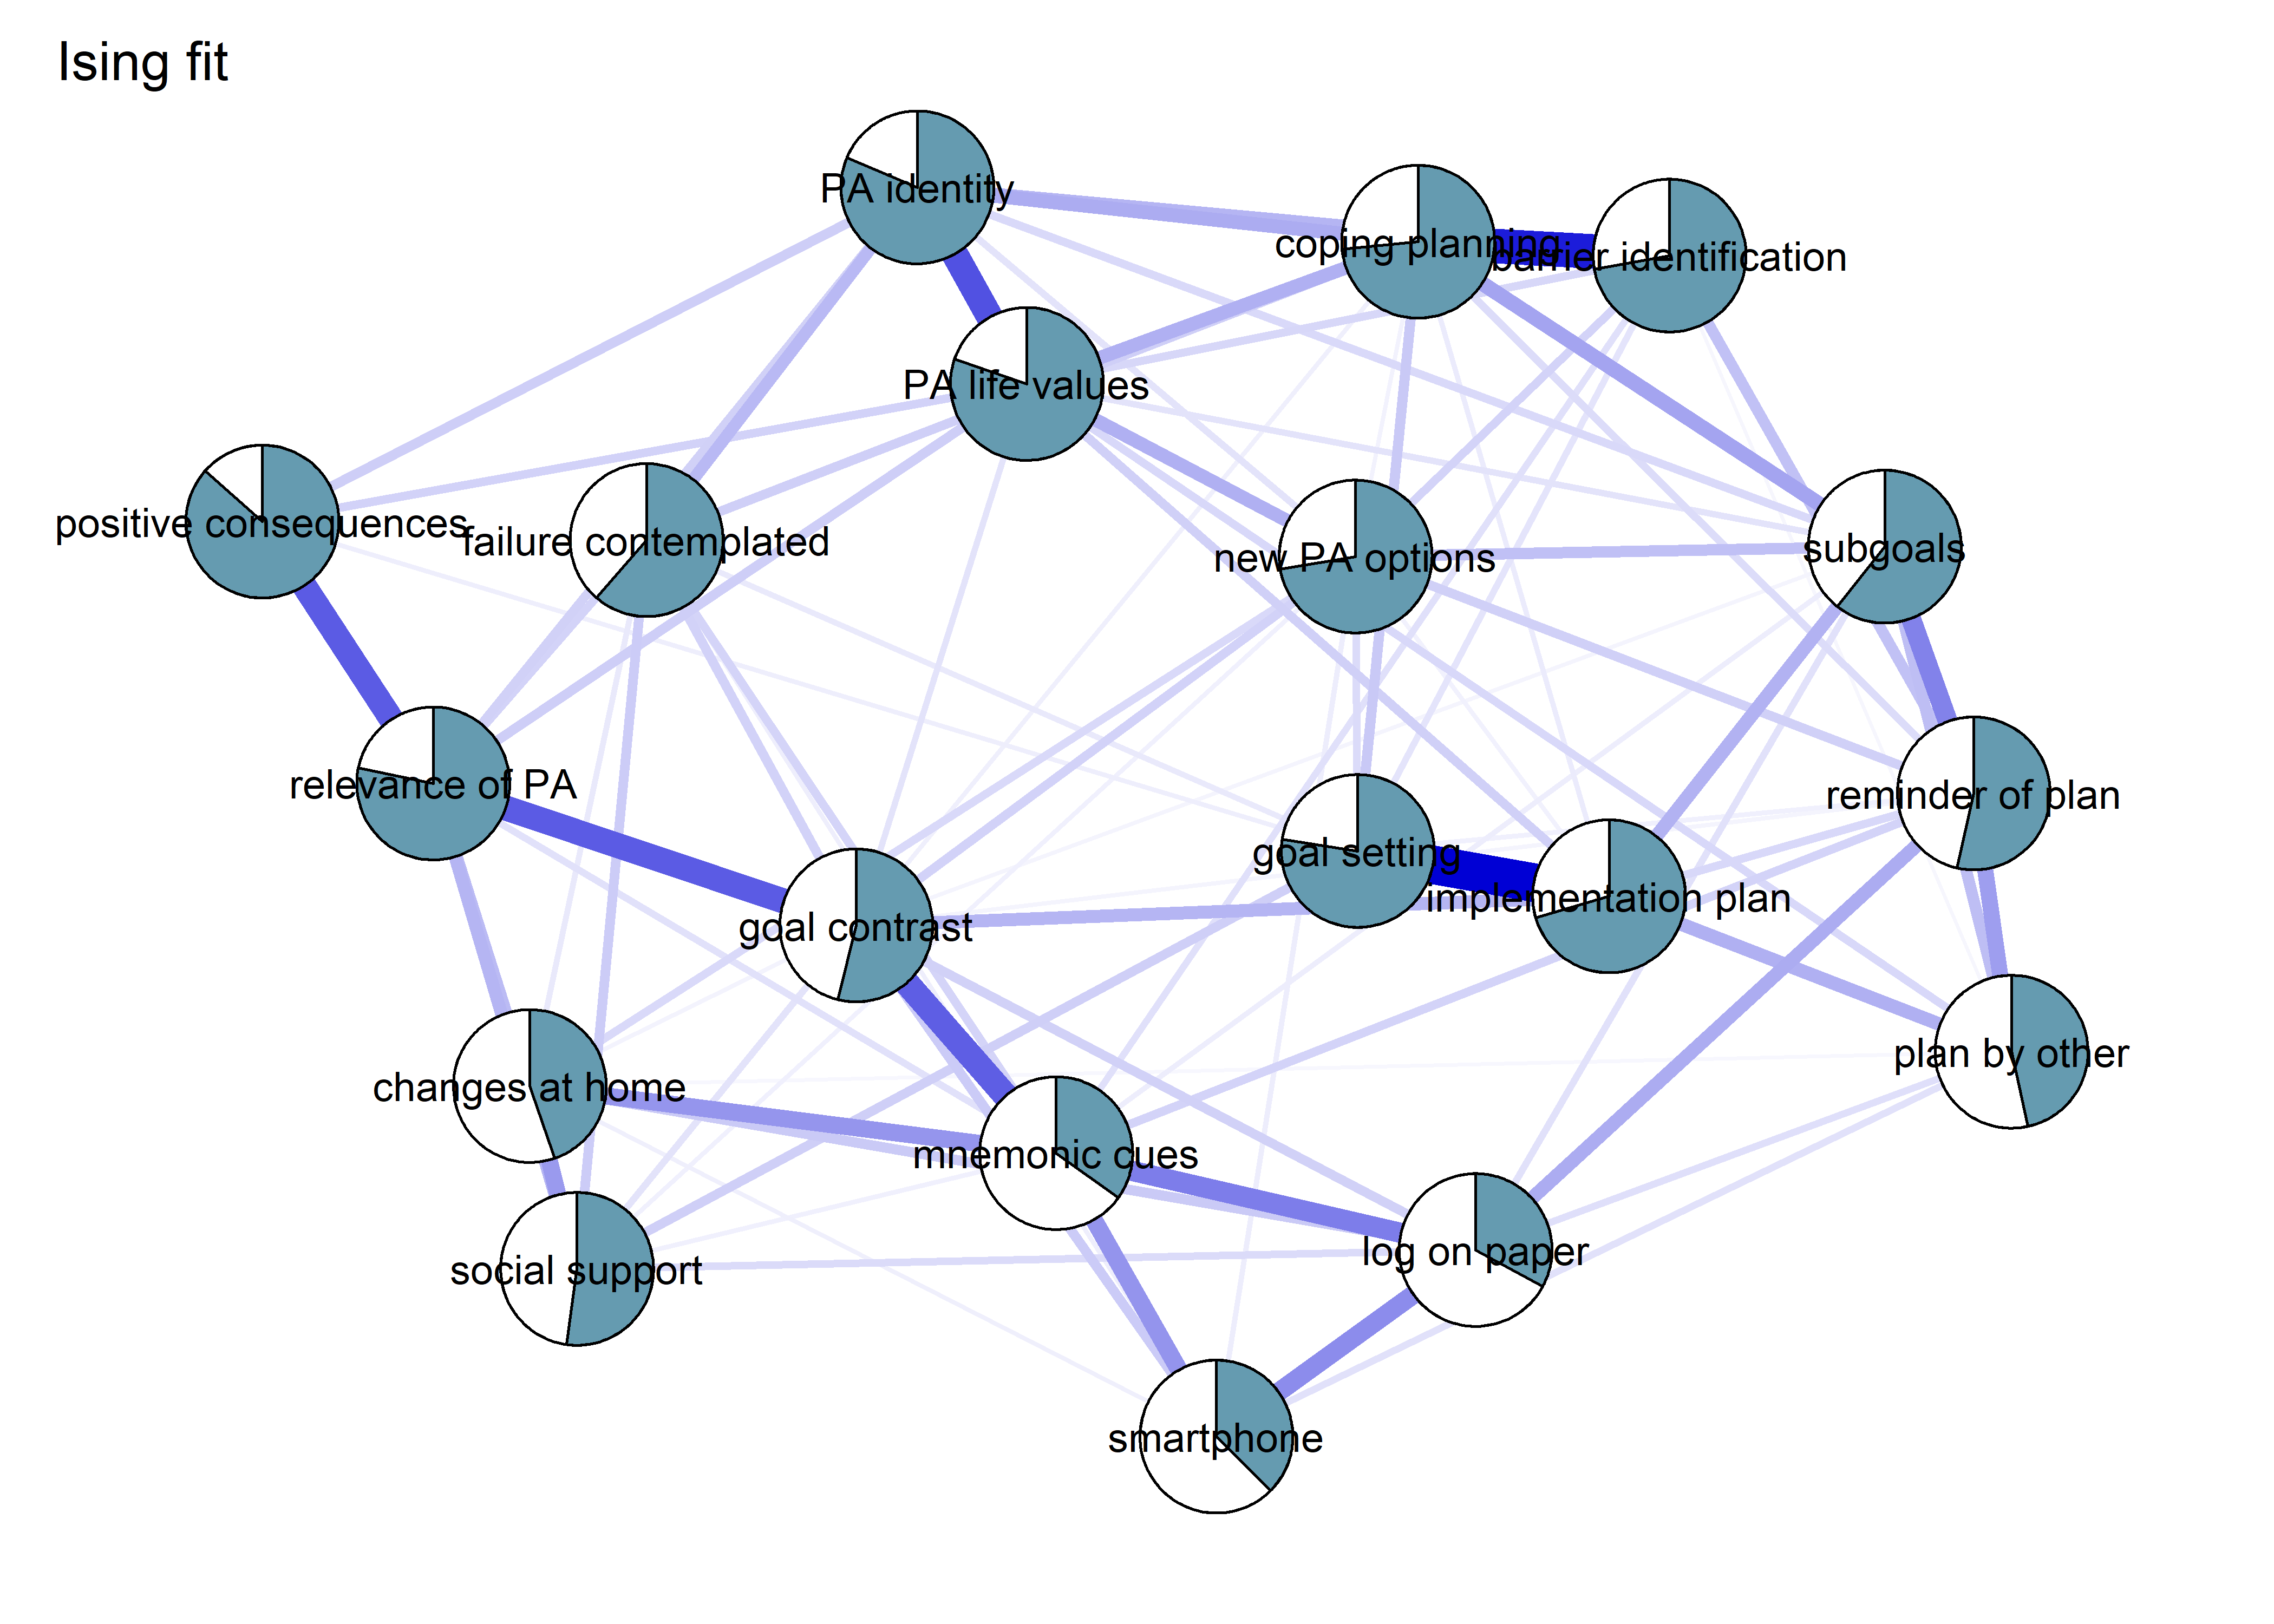 Ising fit
PA identity
coping planning
barrier identification
PA life values
positive consequences
failure contemplated
new PA options
subgoals
relevance of PA
reminder of plan
goal setting
implementation plan
goal contrast
plan by other
changes at home
mnemonic cues
log on paper
social support
smartphone